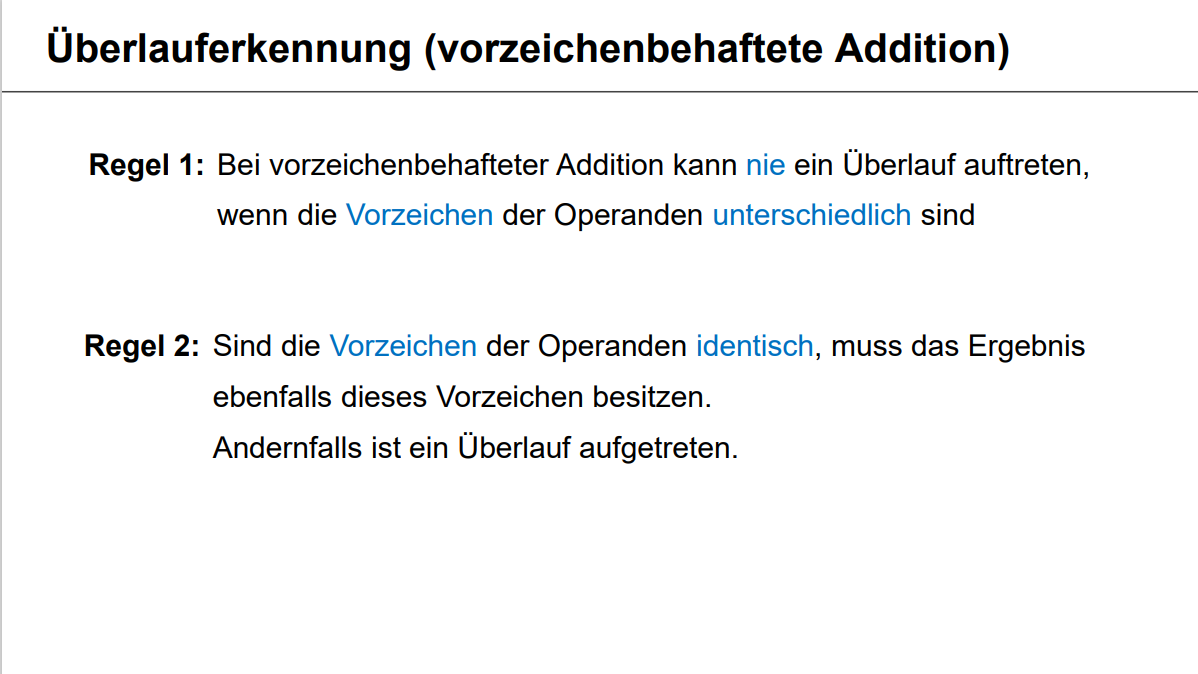 Überlauferkennung (vorzeichenbehaftete Addition)
Regel 1: Bei vorzeichenbehafteter Addition kann nie ein Überlauf auftreten,
wenn die Vorzeichen der Operanden unterschiedlich sind
Regel 2: Sind die Vorzeichen der Operanden identisch, muss das Ergebnis
ebenfalls dieses Vorzeichen besitzen.
Andernfalls ist ein Überlauf aufgetreten.